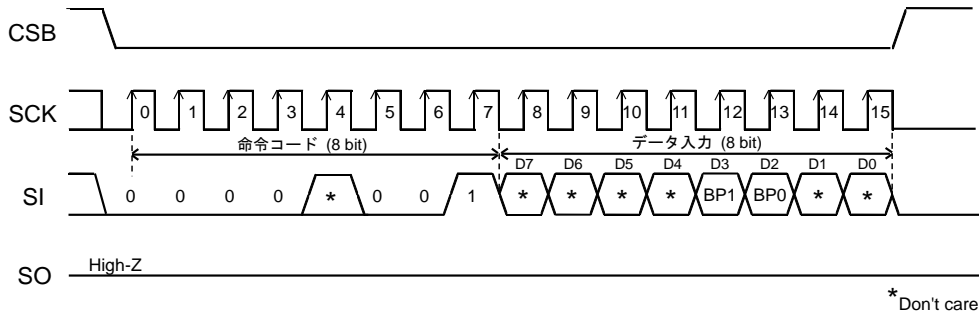 CSB
SCK 0 1 2 3 4 5 6 7 8 9 10 11 12 13 14 15
命令コード (8 bit) データ入力 (8 bit)
D7 D6 D5 D4 D3 D2 D1 D0
SI 0 0 0 0 * 0 0 1 * * * * BP1 BP0 * *
High-Z
SO
*Don't care